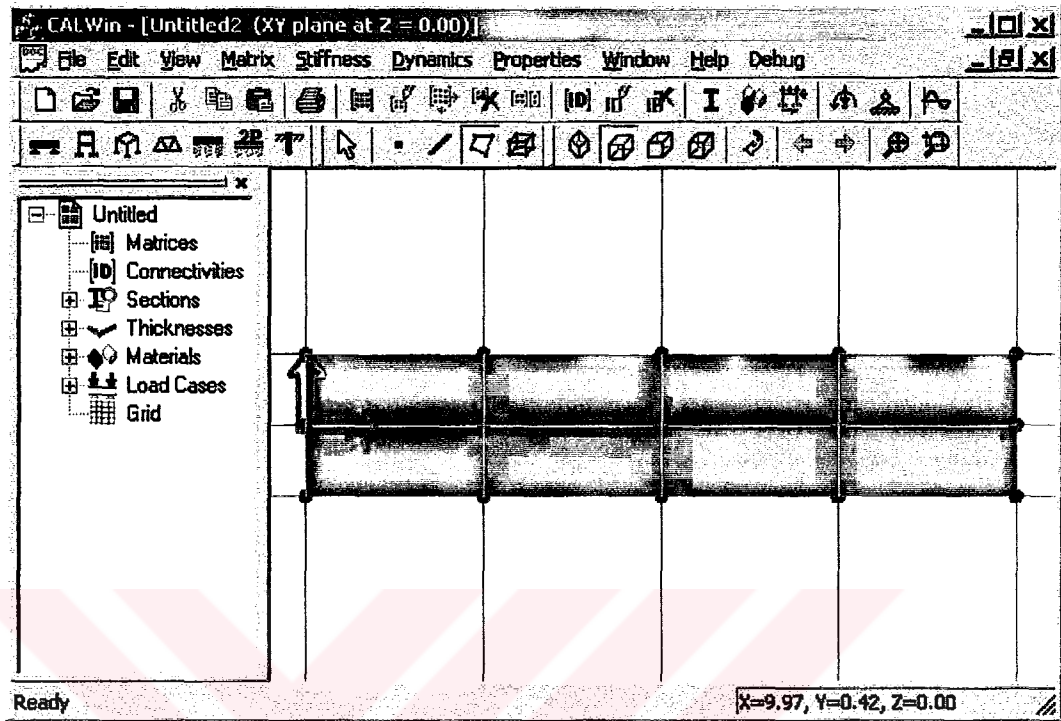 CALWin - [Untitled2 (XY plane at Z = 0.00)]
File Edit View Matrix Stiffness Dynamics Properties Window Help Debug
Untitled
Matrices
[ID] Connectivities
Sections
Thicknesses
Materials
Load Cases
Grid
Ready
X=9.97, Y=0.42, Z=0.00